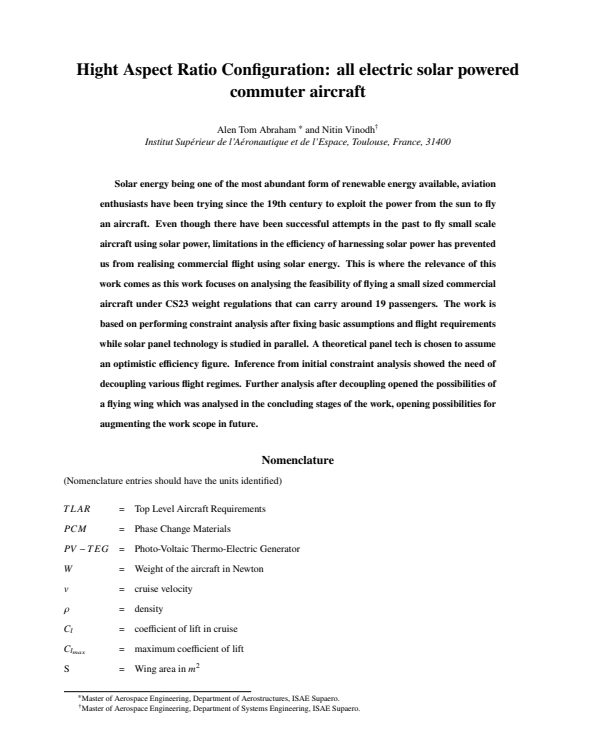 Hight Aspect Ratio Configuration: all electric solar powered
commuter aircraft
Alen Tom Abraham * and Nitin Vinodh†
Institut Supérieur de l'Aéronautique et de l'Espace, Toulouse, France, 31400
Solar energy being one of the most abundant form of renewable energy available, aviation
enthusiasts have been trying since the 19th century to exploit the power from the sun to fly
an aircraft. Even though there have been successful attempts in the past to fly small scale
aircraft using solar power, limitations in the efficiency of harnessing solar power has prevented
us from realising commercial flight using solar energy. This is where the relevance of this
work comes as this work focuses on analysing the feasibility of flying a small sized commercial
aircraft under CS23 weight regulations that can carry around 19 passengers. The work is
based on performing constraint analysis after fixing basic assumptions and flight requirements
while solar panel technology is studied in parallel. A theoretical panel tech is chosen to assume
an optimistic efficiency figure. Inference from initial constraint analysis showed the need of
decoupling various flight regimes. Further analysis after decoupling opened the possibilities of
a flying wing which was analysed in the concluding stages of the work, opening possibilities for
augmenting the work scope in future.
Nomenclature
(Nomenclature entries should have the units identified)
TLAR = Top Level Aircraft Requirements
PCM = Phase Change Materials
PV − TEG = Photo-Voltaic Thermo-Electric Generator
W = Weight of the aircraft in Newton
v = cruise velocity
ρ = density
C_l = coefficient of lift in cruise
C_{l_{max}} = maximum coefficient of lift
S = Wing area in m²
*Master of Aerospace Engineering, Department of Aerostructures, ISAE Supaero.
†Master of Aerospace Engineering, Department of Systems Engineering, ISAE Supaero.